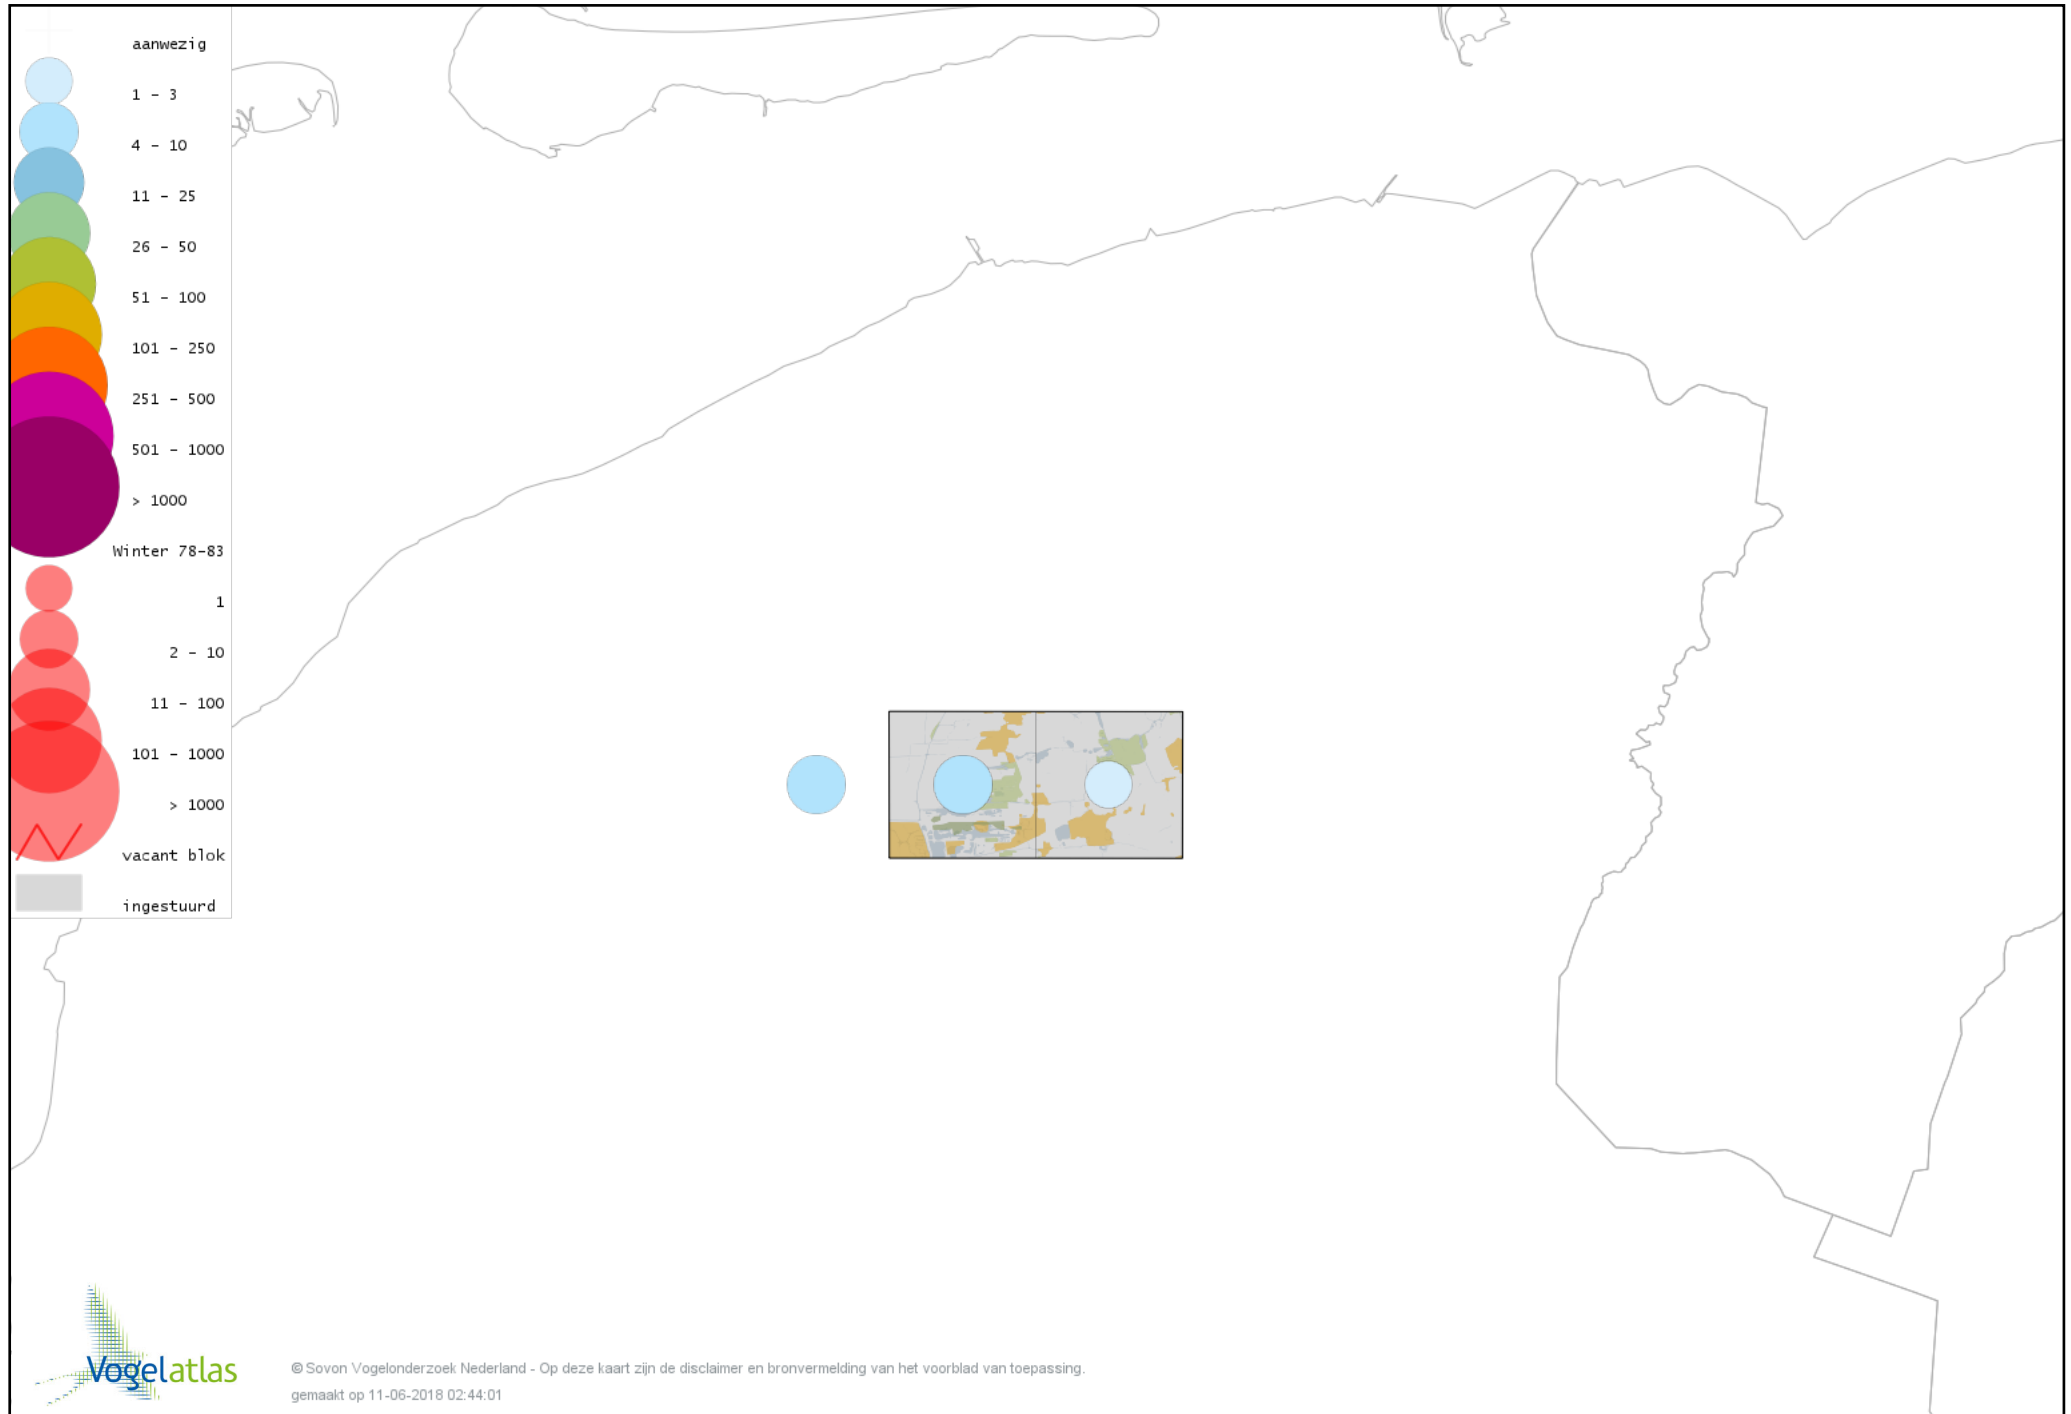 aanwezig
1 - 3
4 - 10
11 - 25
26 - 50
51 - 100
101 - 250
251 - 500
501 - 1000
> 1000
Winter 78-83
1
2 - 10
11 - 100
101 - 1000
> 1000
vacant blok
ingestuurd
Vogelatlas
© Sovon Vogelonderzoek Nederland - Op deze kaart zijn de disclaimer en bronvermelding van het voorblad van toepassing.
gemaakt op 11-06-2018 02:44:01